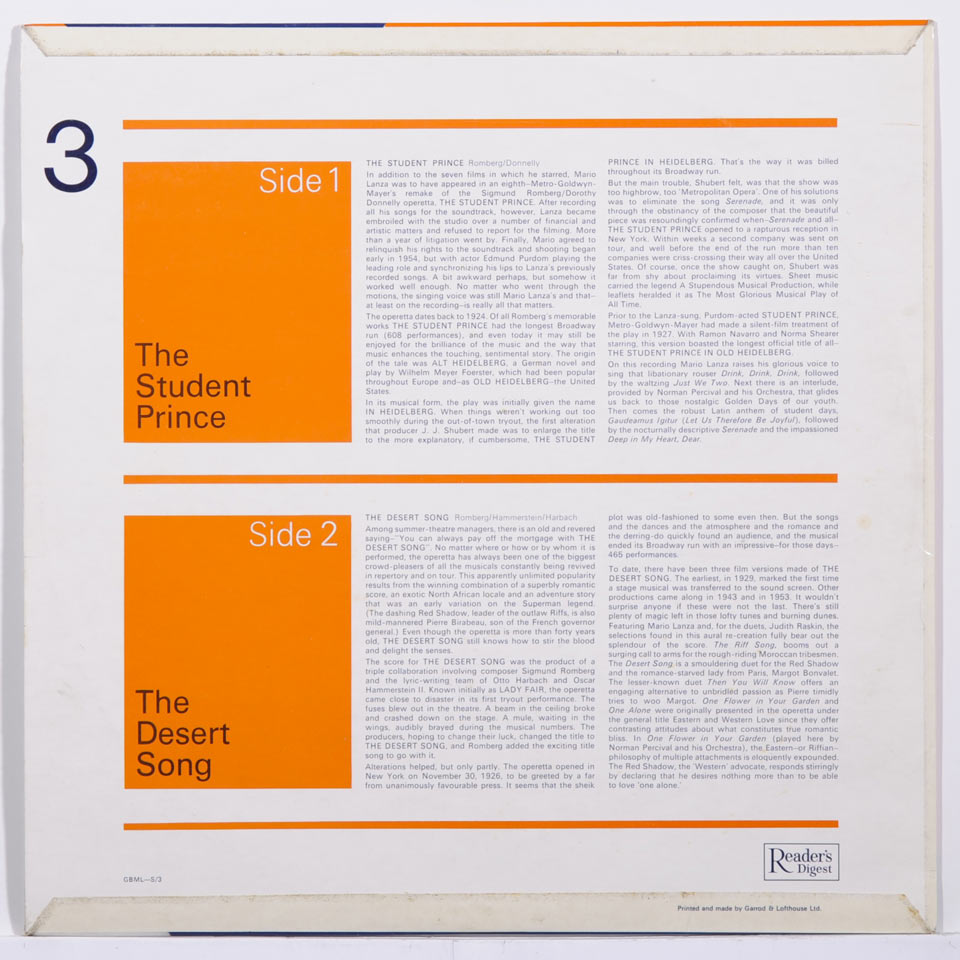 3
Side 1
The
Student
Prince
THE STUDENT PRINCE Romberg/Donnelly
In addition to the seven films in which he starred, Mario
Lanza was to have appeared in an eighth–Metro-Goldwyn-
Mayer's remake of the Sigmund Romberg/Dorothy
Donnelly operetta, THE STUDENT PRINCE. After recording
all his songs for the soundtrack, however, Lanza became
embroiled with the studio over a number of financial and
artistic matters and refused to report for the filming. More
than a year of litigation went by. Finally, Mario agreed to
relinquish his rights to the soundtrack and shooting began
early in 1954, but with actor Edmund Purdom playing the
leading role and synchronizing his lips to Lanza's previously
recorded songs. A bit awkward perhaps, but somehow it
worked well enough. No matter who went through the
motions, the singing voice was still Mario Lanza's and that–
at least on the recording–is really all that matters.
The operetta dates back to 1924. Of all Romberg's memorable
works THE STUDENT PRINCE had the longest Broadway
run (608 performances), and even today it may still be
enjoyed for the brilliance of the music and the way that
music enhances the touching, sentimental story. The origin
of the tale was ALT HEIDELBERG, a German novel and
play by Wilhelm Meyer Foerster, which had been popular
throughout Europe and–as OLD HEIDELBERG–the United
States.
In its musical form, the play was initially given the name
IN HEIDELBERG. When things weren't working out too
smoothly during the out-of-town tryout, the first alteration
that producer J. J. Shubert made was to enlarge the title
to the more explanatory, if cumbersome, THE STUDENT
PRINCE IN HEIDELBERG. That's the way it was billed
throughout its Broadway run.
But the main trouble, Shubert felt, was that the show was
too highbrow, too 'Metropolitan Opera'. One of his solutions
was to eliminate the song Serenade, and it was only
through the obstinancy of the composer that the beautiful
piece was resoundingly confirmed when–Serenade and all–
THE STUDENT PRINCE opened to a rapturous reception in
New York. Within weeks a second company was sent on
tour, and well before the end of the run more than ten
companies were criss-crossing their way all over the United
States. Of course, once the show caught on, Shubert was
far from shy about proclaiming its virtues. Sheet music
carried the legend A Stupendous Musical Production, while
leaflets heralded it as The Most Glorious Musical Play of
All Time.
Prior to the Lanza-sung, Purdom-acted STUDENT PRINCE,
Metro-Goldwyn-Mayer had made a silent-film treatment of
the play in 1927. With Ramon Navarro and Norma Shearer
starring, this version boasted the longest official title of all–
THE STUDENT PRINCE IN OLD HEIDELBERG.
On this recording Mario Lanza raises his glorious voice to
sing that libationary rouser Drink, Drink, Drink, followed
by the waltzing Just We Two. Next there is an interlude,
provided by Norman Percival and his Orchestra, that glides
us back to those nostalgic Golden Days of our youth.
Then comes the robust Latin anthem of student days,
Gaudeamus Igitur (Let Us Therefore Be Joyful), followed
by the nocturnally descriptive Serenade and the impassioned
Deep in My Heart, Dear.
Side 2
The
Desert
Song
THE DESERT SONG Romberg/Hammerstein/Harbach
Among summer-theatre managers, there is an old and revered
saying–"You can always pay off the mortgage with THE
DESERT SONG". No matter where or how or by whom it is
performed, the operetta has always been one of the biggest
crowd-pleasers of all the musicals constantly being revived
in repertory and on tour. This apparently unlimited popularity
results from the winning combination of a superbly romantic
score, an exotic North African locale and an adventure story
that was an early variation on the Superman legend.
(The dashing Red Shadow, leader of the outlaw Riffs, is also
mild-mannered Pierre Birabeau, son of the French governor
general.) Even though the operetta is more than forty years
old, THE DESERT SONG still knows how to stir the blood
and delight the senses.
The score for THE DESERT SONG was the product of a
triple collaboration involving composer Sigmund Romberg
and the lyric-writing team of Otto Harbach and Oscar
Hammerstein II. Known initially as LADY FAIR, the operetta
came close to disaster in its first tryout performance. The
fuses blew out in the theatre. A beam in the ceiling broke
and crashed down on the stage. A mule, waiting in the
wings, audibly brayed during the musical numbers. The
producers, hoping to change their luck, changed the title to
THE DESERT SONG, and Romberg added the exciting title
song to go with it.
Alterations helped, but only partly. The operetta opened in
New York on November 30, 1926, to be greeted by a far
from unanimously favourable press. It seems that the sheik
plot was old-fashioned to some even then. But the songs
and the dances and the atmosphere and the romance and
the derring-do quickly found an audience, and the musical
ended its Broadway run with an impressive–for those days–
465 performances.
To date, there have been three film versions made of THE
DESERT SONG. The earliest, in 1929, marked the first time
a stage musical was transferred to the sound screen. Other
productions came along in 1943 and in 1953. It wouldn't
surprise anyone if these were not the last. There's still
plenty of magic left in those lofty tunes and burning dunes.
Featuring Mario Lanza and, for the duets, Judith Raskin, the
selections found in this aural re-creation fully bear out the
splendour of the score. The Riff Song, booms out a
surging call to arms for the rough-riding Moroccan tribesmen.
The Desert Song is a smouldering duet for the Red Shadow
and the romance-starved lady from Paris, Margot Bonvalet.
The lesser-known duet Then You Will Know offers an
engaging alternative to unbridled passion as Pierre timidly
tries to woo Margot. One Flower in Your Garden and
One Alone were originally presented in the operetta under
the general title Eastern and Western Love since they offer
contrasting attitudes about what constitutes true romantic
bliss. In One Flower in Your Garden (played here by
Norman Percival and his Orchestra), the Eastern–or Riffian–
philosophy of multiple attachments is eloquently expounded.
The Red Shadow, the 'Western' advocate, responds stirringly
by declaring that he desires nothing more than to be able
to love 'one alone.'
Reader's
Digest
GBML–S/3
Printed and made by Garrod & Lofthouse Ltd.